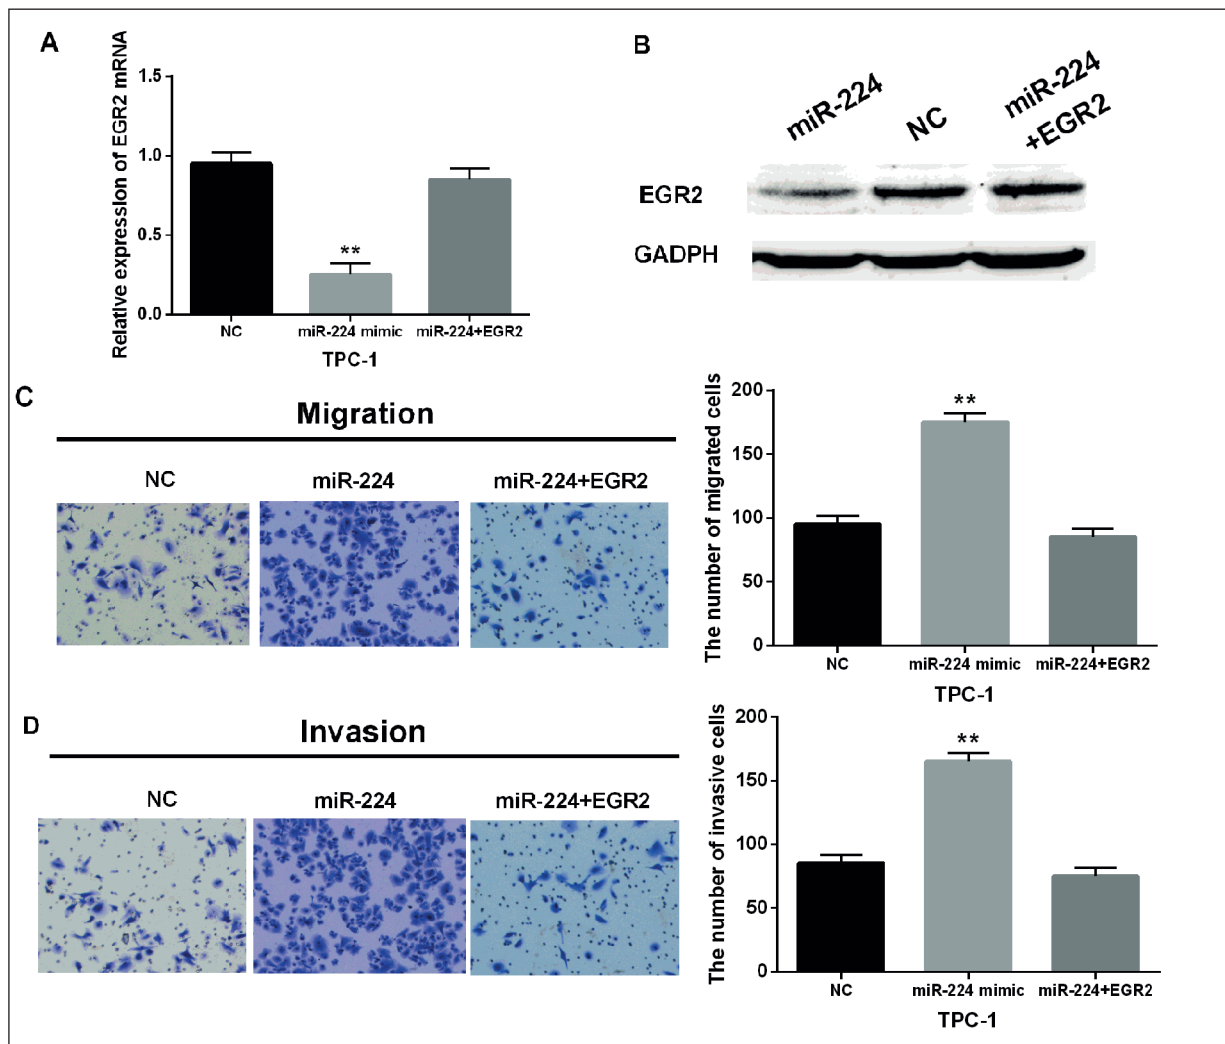 A
Relative expression of EGR2 mRNA
1.5
1.0
0.5
0.0
**
NC
miR-224 mimic
miR-224+EGR2
TPC-1
B
miR-224
NC
miR-224
+EGR2
EGR2
GADPH
C
Migration
NC
miR-224
miR-224+EGR2
The number of migrated cells
200
150
100
50
0
**
NC
miR-224 mimic
miR-224+EGR2
TPC-1
D
Invasion
NC
miR-224
miR-224+EGR2
The number of invasive cells
200
150
100
50
0
**
NC
miR-224 mimic
miR-224+EGR2
TPC-1